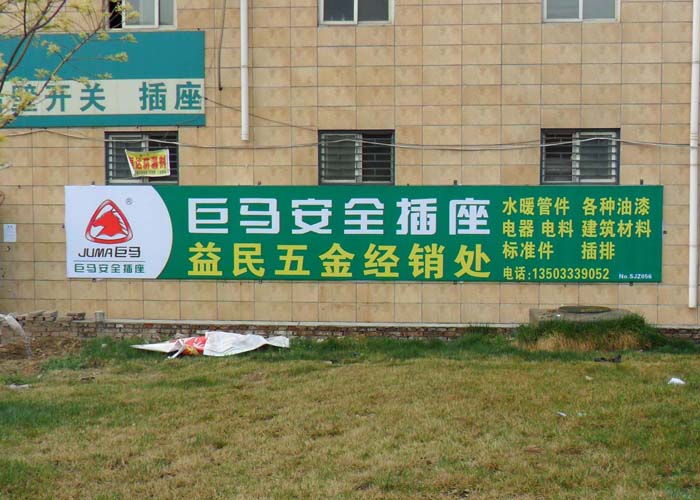 壁开关 插座
®
JUMA巨马
巨马安全插座
巨马安全插座
益民五金经销处
水暖管件 各种油漆
电器 电料 建筑材料
标准件 插排
电话:13503339052
No.SJZ056